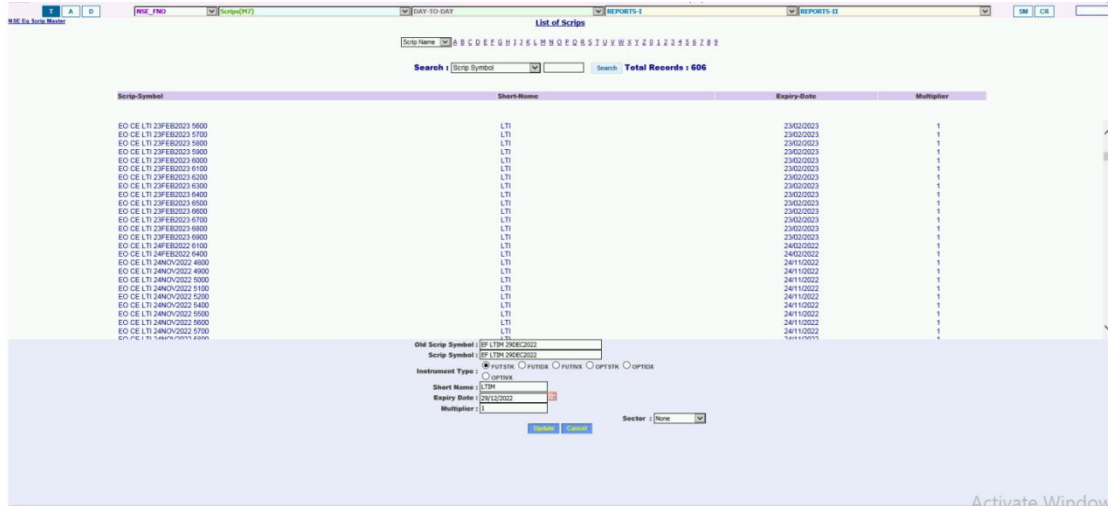 T A D NSE_FNO Scrips(M7) DAY-TO-DAY REPORTS-I REPORTS-II SM CR
NSE Eq Scrip Master
List of Scrips
Scrip Name A B C D E F G H I J K L M N O P Q R S T U V W X Y Z 0 1 2 3 4 5 6 7 8 9
Search : Scrip Symbol Search Total Records : 606
Scrip-Symbol Short-Name Expiry-Date Multiplier
EO CE LTI 23FEB2023 5600 LTI 23/02/2023 1
EO CE LTI 23FEB2023 5700 LTI 23/02/2023 1
EO CE LTI 23FEB2023 5800 LTI 23/02/2023 1
EO CE LTI 23FEB2023 5900 LTI 23/02/2023 1
EO CE LTI 23FEB2023 6000 LTI 23/02/2023 1
EO CE LTI 23FEB2023 6100 LTI 23/02/2023 1
EO CE LTI 23FEB2023 6200 LTI 23/02/2023 1
EO CE LTI 23FEB2023 6300 LTI 23/02/2023 1
EO CE LTI 23FEB2023 6400 LTI 23/02/2023 1
EO CE LTI 23FEB2023 6500 LTI 23/02/2023 1
EO CE LTI 23FEB2023 6600 LTI 23/02/2023 1
EO CE LTI 23FEB2023 6700 LTI 23/02/2023 1
EO CE LTI 23FEB2023 6800 LTI 23/02/2023 1
EO CE LTI 23FEB2023 6900 LTI 23/02/2023 1
EO CE LTI 24FEB2022 6100 LTI 24/02/2022 1
EO CE LTI 24FEB2022 6400 LTI 24/02/2022 1
EO CE LTI 24NOV2022 4800 LTI 24/11/2022 1
EO CE LTI 24NOV2022 4900 LTI 24/11/2022 1
EO CE LTI 24NOV2022 5000 LTI 24/11/2022 1
EO CE LTI 24NOV2022 5100 LTI 24/11/2022 1
EO CE LTI 24NOV2022 5200 LTI 24/11/2022 1
EO CE LTI 24NOV2022 5400 LTI 24/11/2022 1
EO CE LTI 24NOV2022 5500 LTI 24/11/2022 1
EO CE LTI 24NOV2022 5600 LTI 24/11/2022 1
EO CE LTI 24NOV2022 5700 LTI 24/11/2022 1
Old Scrip Symbol : EF LTIM 29DEC2022
Scrip Symbol : EF LTIM 29DEC2022
Instrument Type : FUTSTK FUTIDX FUTIVX OPTSTK OPTIDX
OPTIVX
Short Name : LTIM
Expiry Date : 29/12/2022
Multiplier : 1
Sector : None
Update Cancel
Activate Window